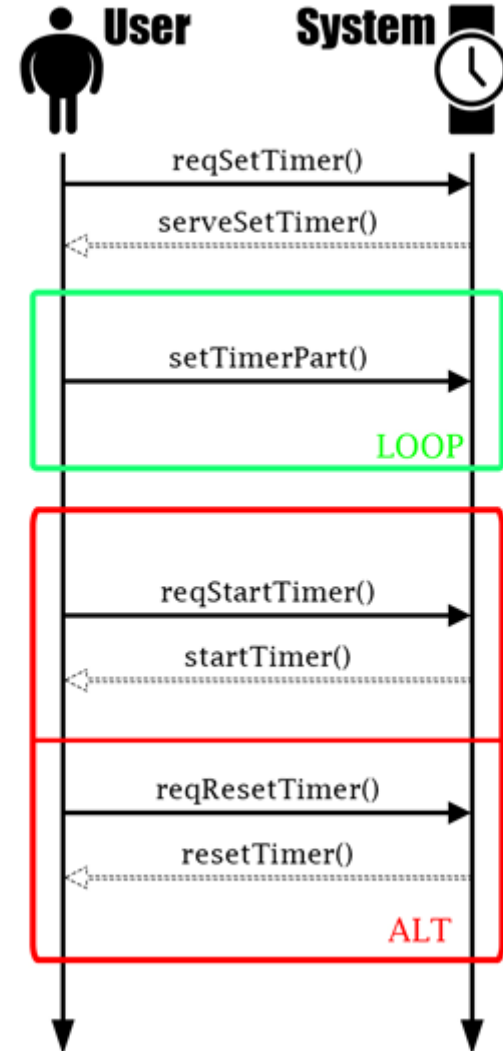 User System
reqSetTimer()
serveSetTimer()
setTimerPart()
LOOP
reqStartTimer()
startTimer()
reqResetTimer()
resetTimer()
ALT